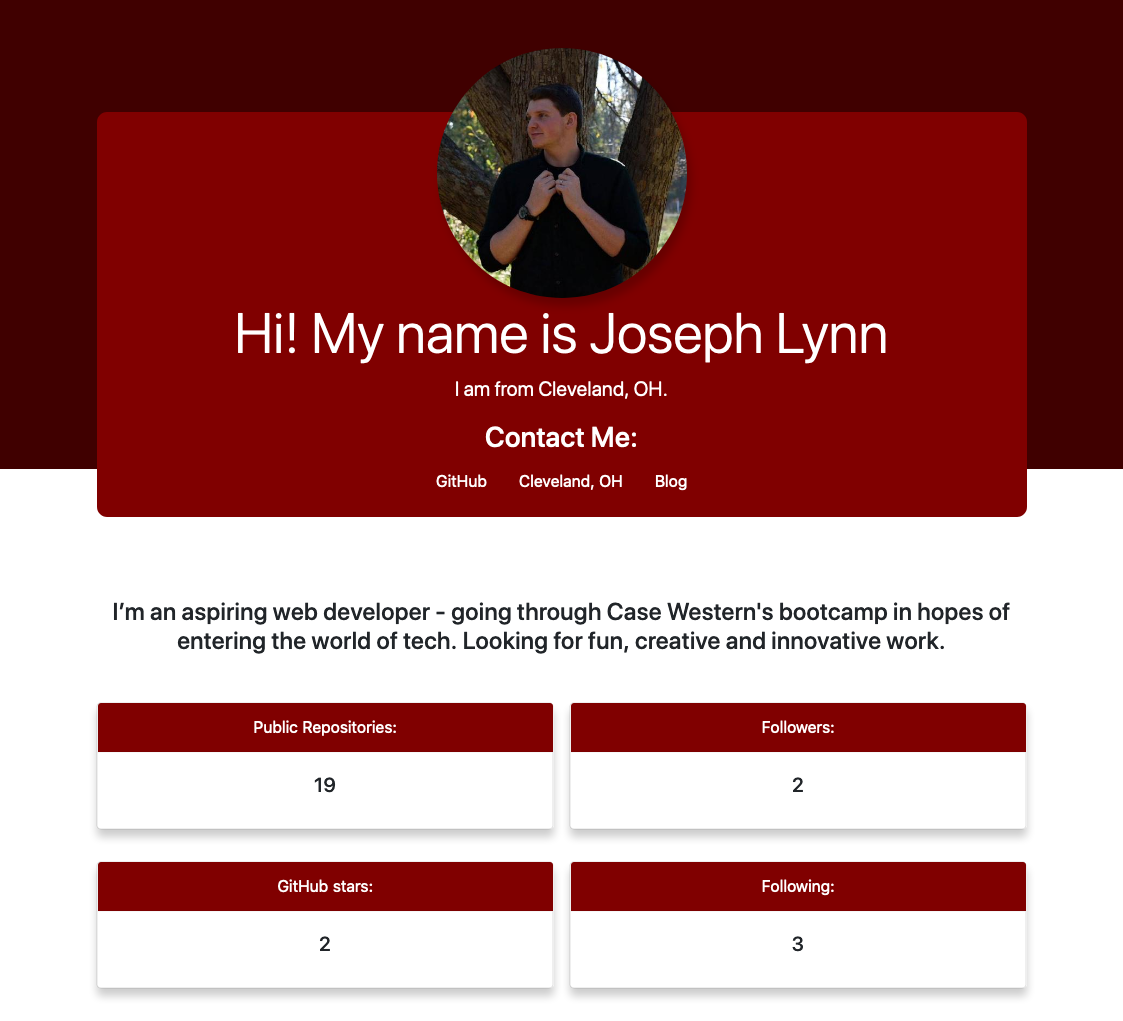 Hi! My name is Joseph Lynn
I am from Cleveland, OH.
Contact Me:
GitHub Cleveland, OH Blog
I’m an aspiring web developer - going through Case Western's bootcamp in hopes of
entering the world of tech. Looking for fun, creative and innovative work.
Public Repositories:
19
Followers:
2
GitHub stars:
2
Following:
3